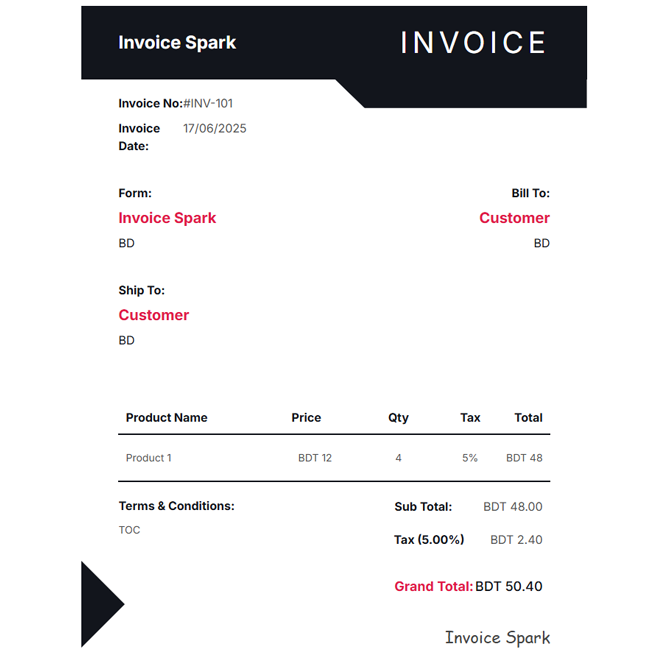 Invoice Spark INVOICE
Invoice No:#INV-101
Invoice Date: 17/06/2025
Form: Bill To:
Invoice Spark Customer
BD BD
Ship To:
Customer
BD
Product Name Price Qty Tax Total
Product 1 BDT 12 4 5% BDT 48
Terms & Conditions: Sub Total: BDT 48.00
TOC
Tax (5.00%) BDT 2.40
Grand Total: BDT 50.40
Invoice Spark